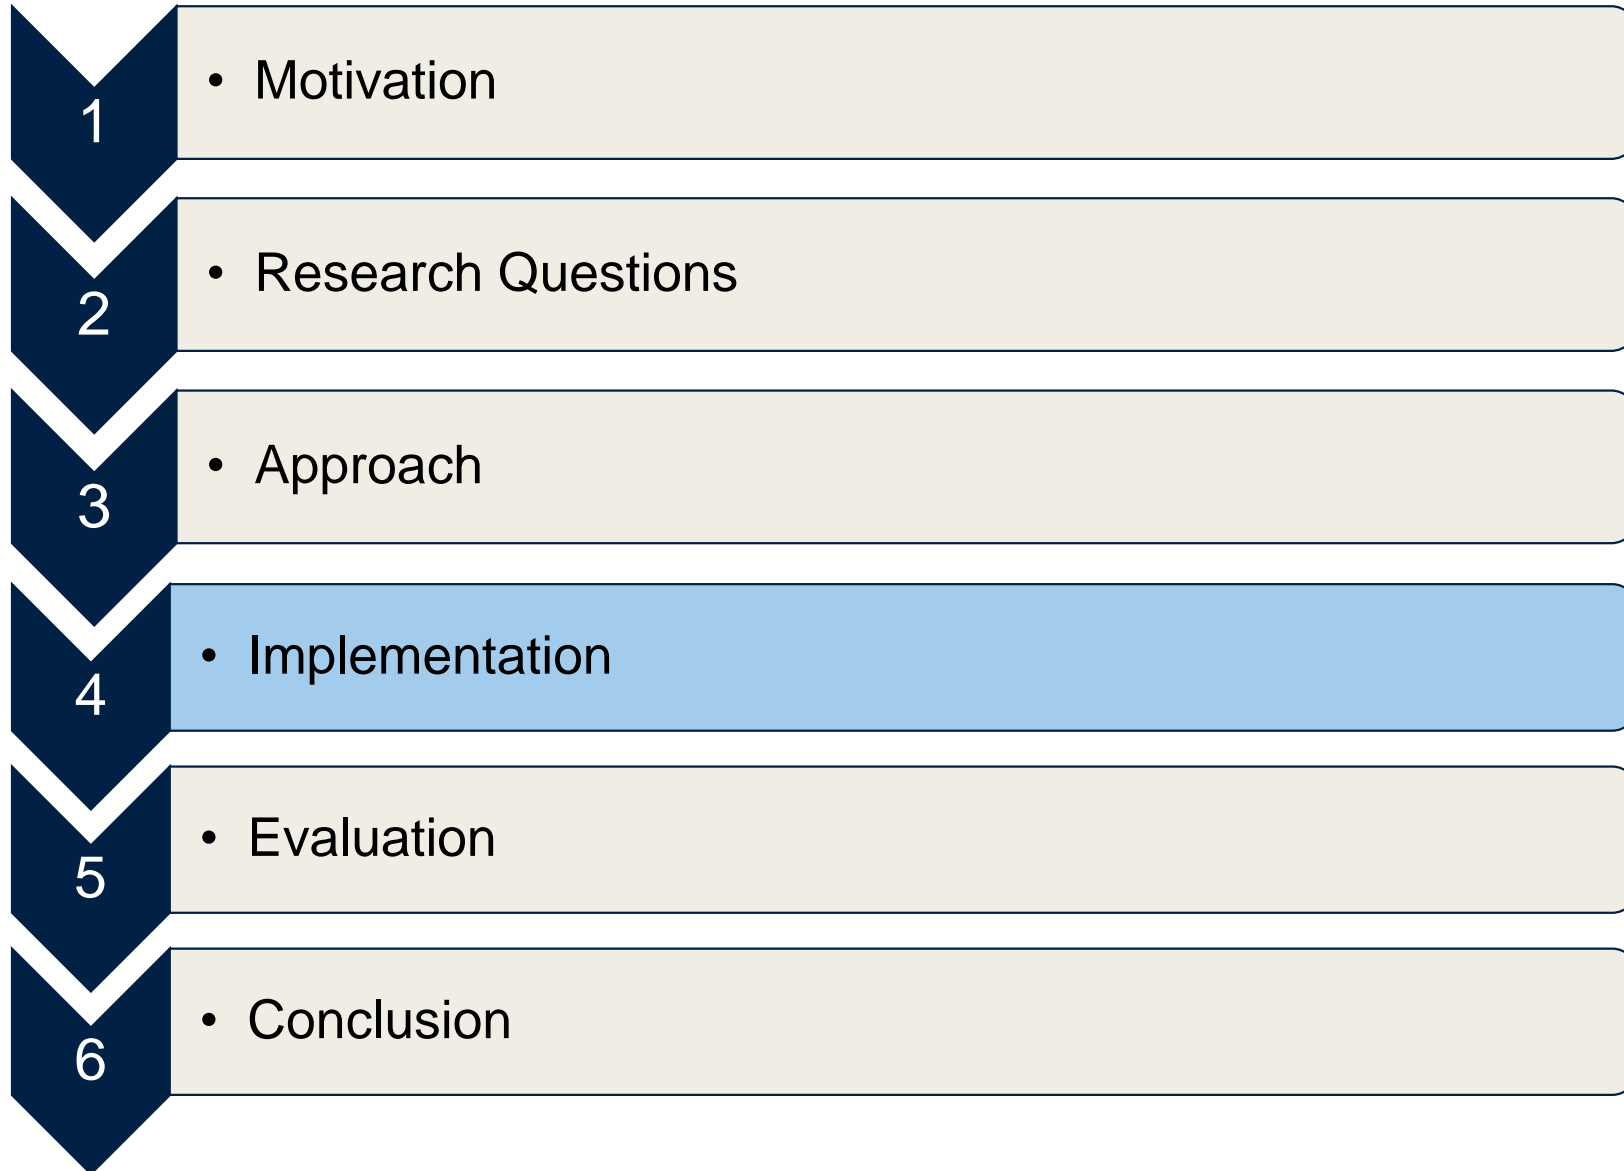 1
• Motivation
2
• Research Questions
3
• Approach
4
• Implementation
5
• Evaluation
6
• Conclusion